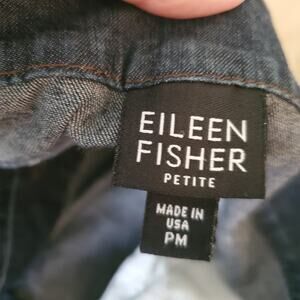 EILEEN
FISHER
PETITE
MADE IN
USA
PM